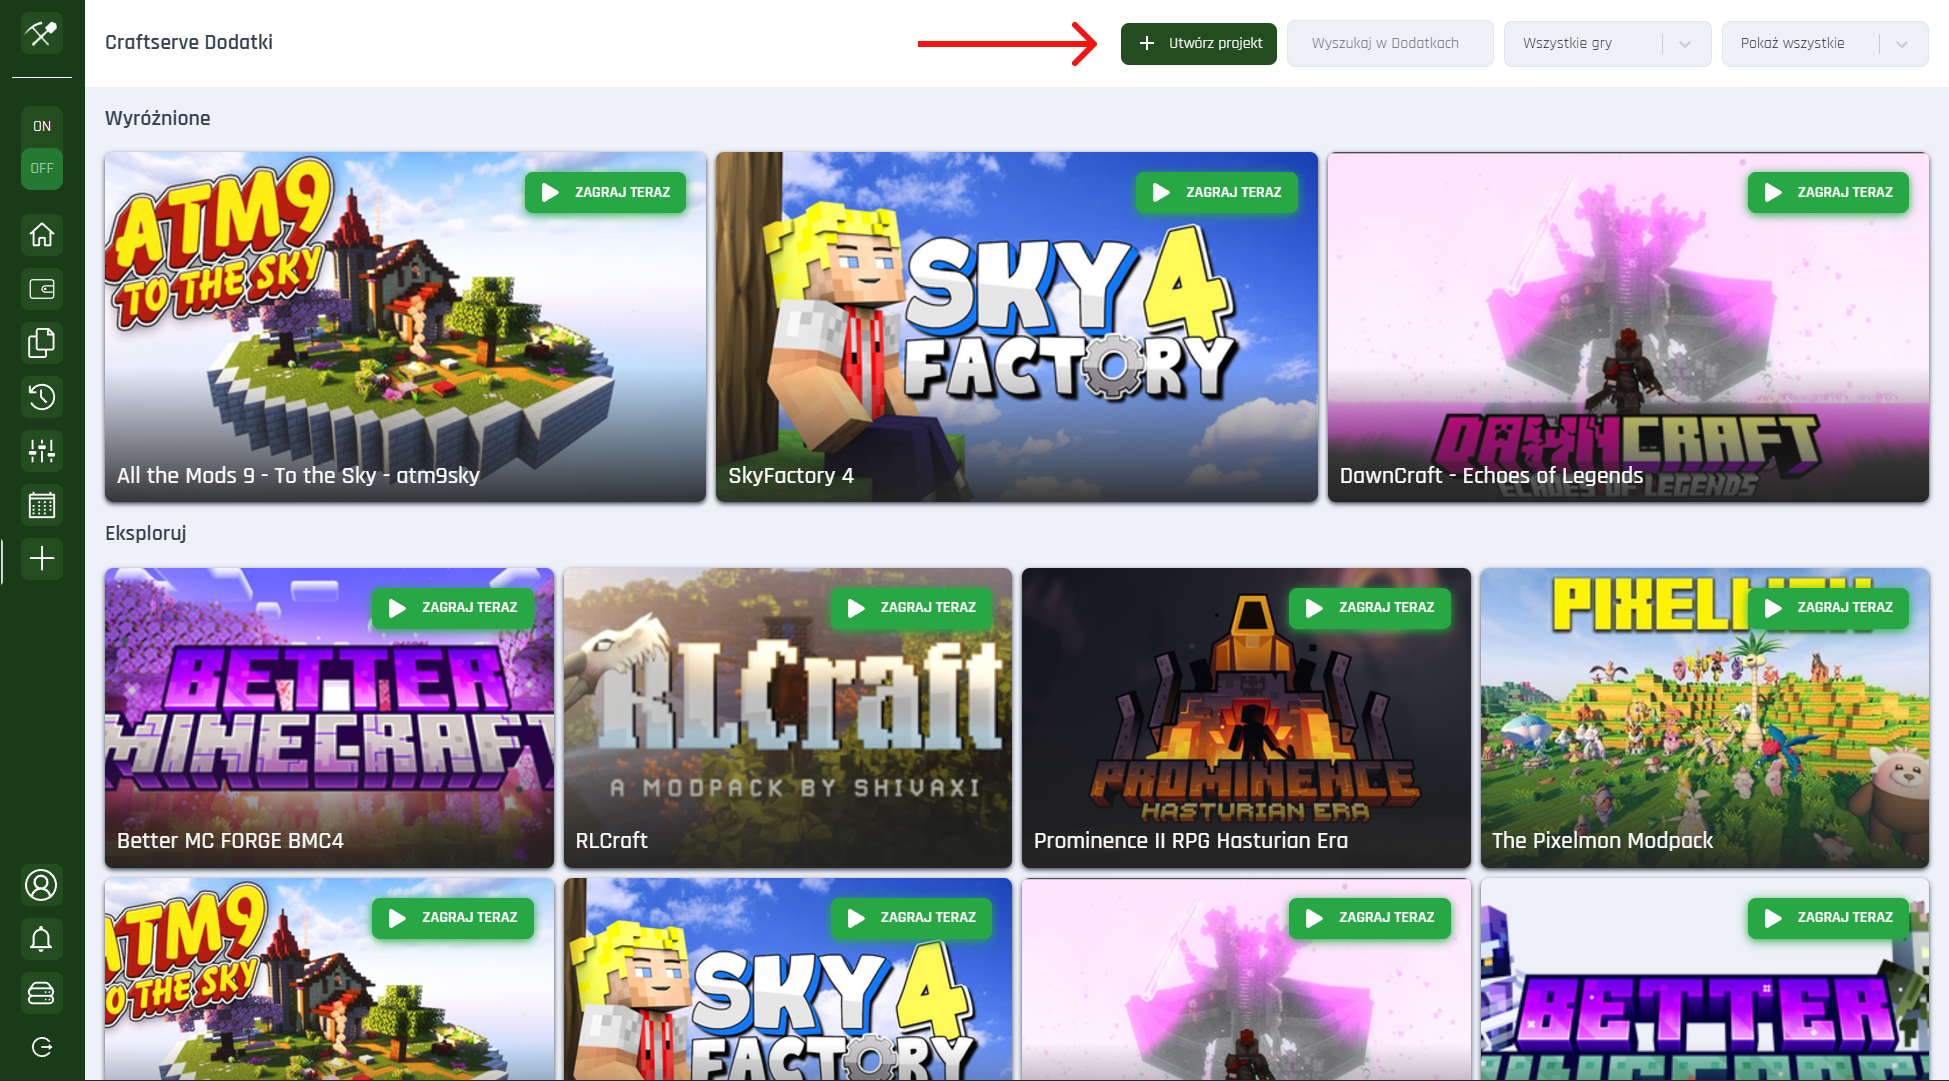 Craftserve Dodatki
Utwórz projekt
Wyszukaj w Dodatkach
Wszystkie gry
Pokaż wszystkie
ON
OFF
Wyróżnione
ATM9
TO THE SKY
ZAGRAJ TERAZ
All the Mods 9 - To the Sky - atm9sky
SKY 4
FACTORY
ZAGRAJ TERAZ
SkyFactory 4
ZAGRAJ TERAZ
DAWNCRAFT
ECHOES OF LEGENDS
DawnCraft - Echoes of Legends
Eksploruj
ZAGRAJ TERAZ
BETTER
MINECRAFT
Better MC FORGE BMC4
ZAGRAJ TERAZ
RLCraft
A MODPACK BY SHIVAXI
RLCraft
ZAGRAJ TERAZ
PROMINENCE
HASTURIAN ERA
Prominence II RPG Hasturian Era
ZAGRAJ TERAZ
The Pixelmon Modpack
ATM9
TO THE SKY
ZAGRAJ TERAZ
ZAGRAJ TERAZ
SKY 4
FACTORY
ZAGRAJ TERAZ
ZAGRAJ TERAZ
BETTER